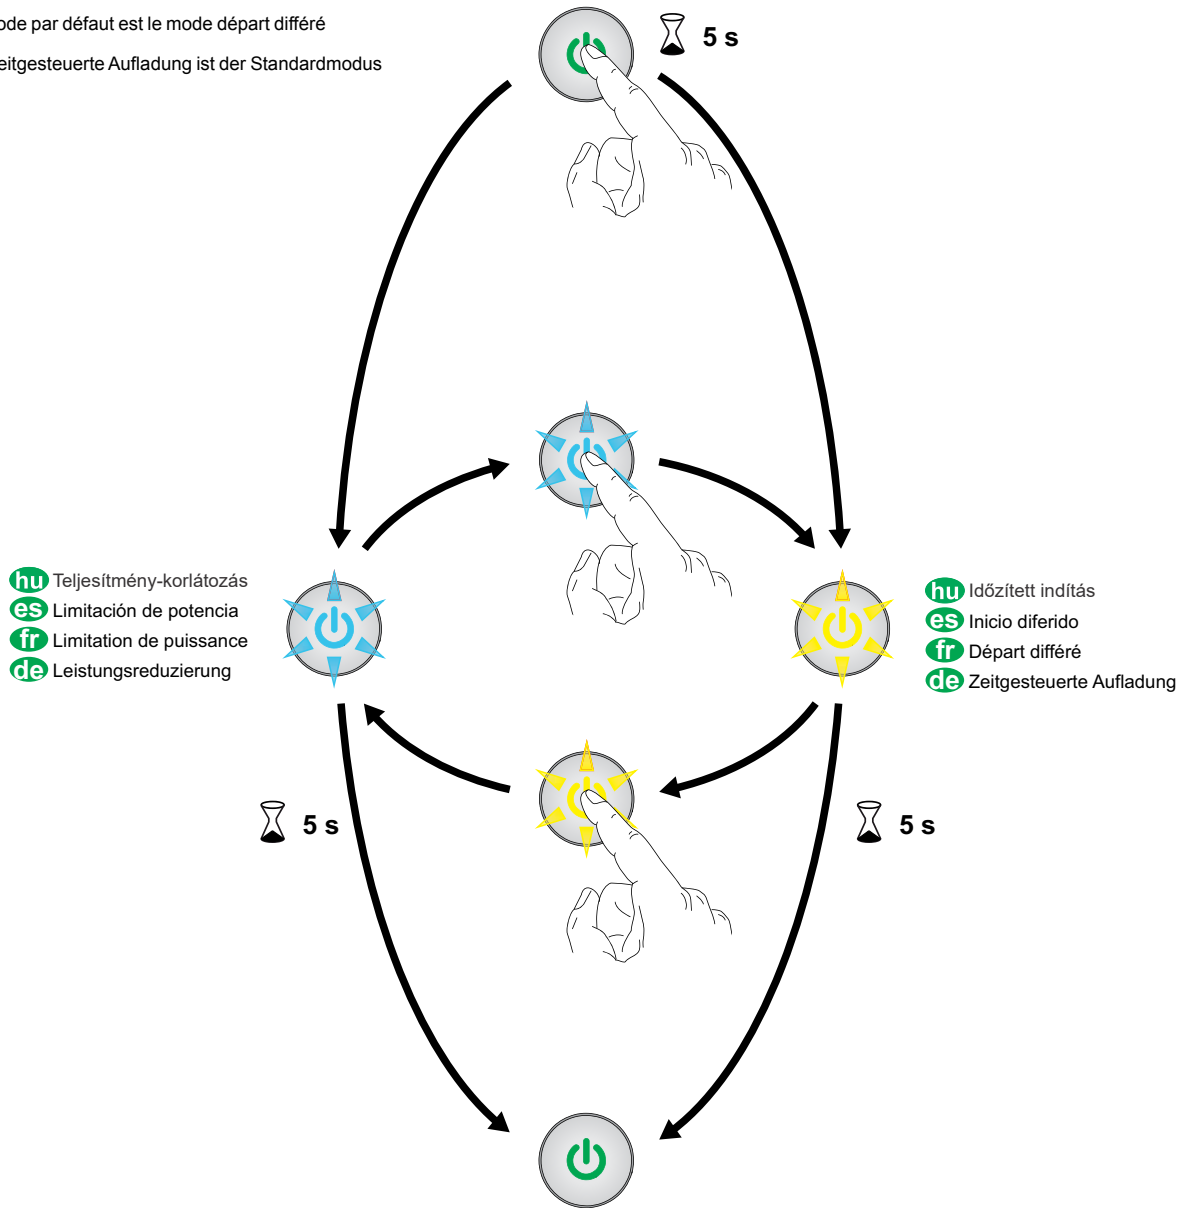 ode par défaut est le mode départ différé
eitgesteuerte Aufladung ist der Standardmodus
5 s
hu Teljesítmény-korlátozás
es Limitación de potencia
fr Limitation de puissance
de Leistungsreduzierung
hu Időzített indítás
es Inicio diferido
fr Départ différé
de Zeitgesteuerte Aufladung
5 s
5 s